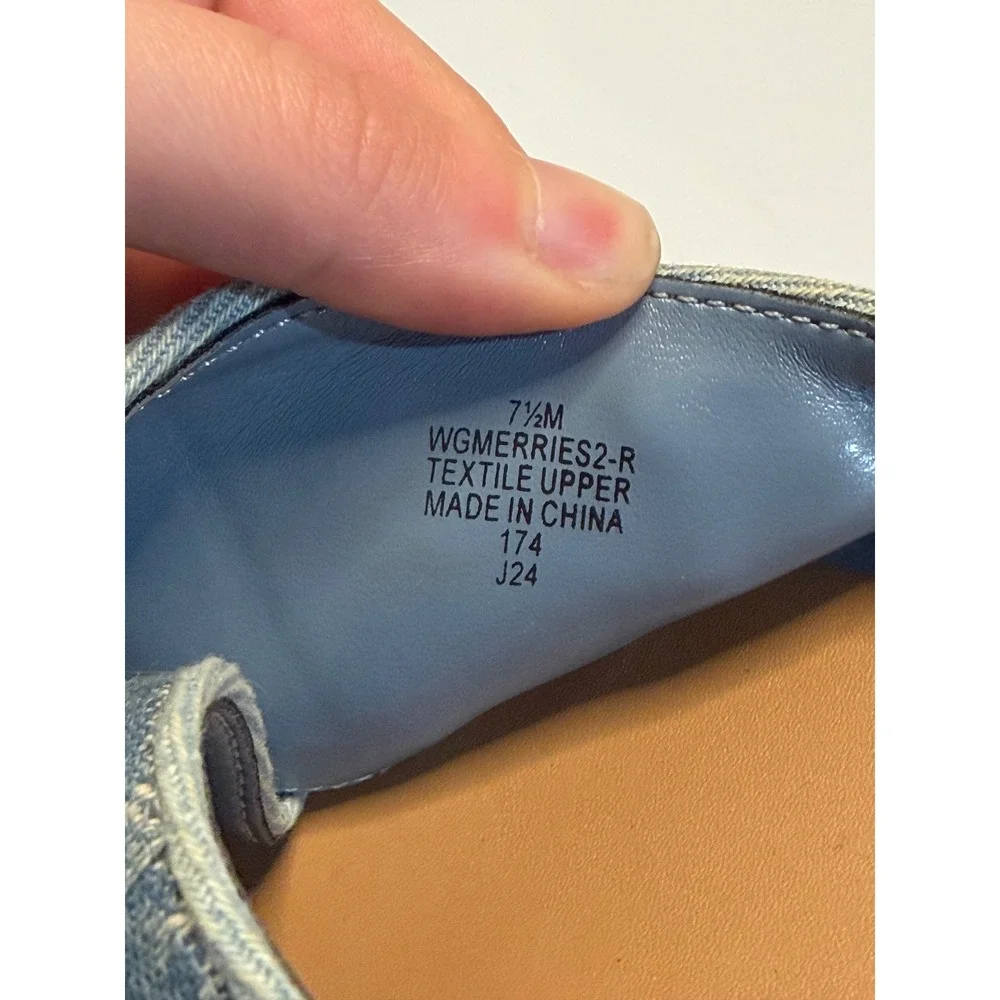 7½M
WGMERRIES2-R
TEXTILE UPPER
MADE IN CHINA
174
J24